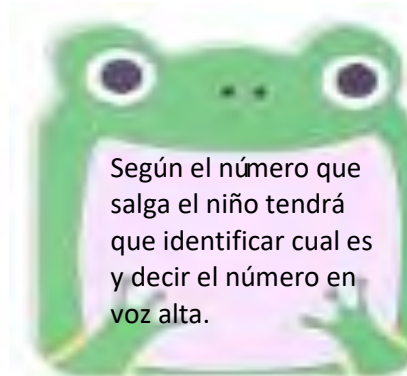 Según el número que
salga el niño tendrá
que identificar cual es
y decir el número en
voz alta.